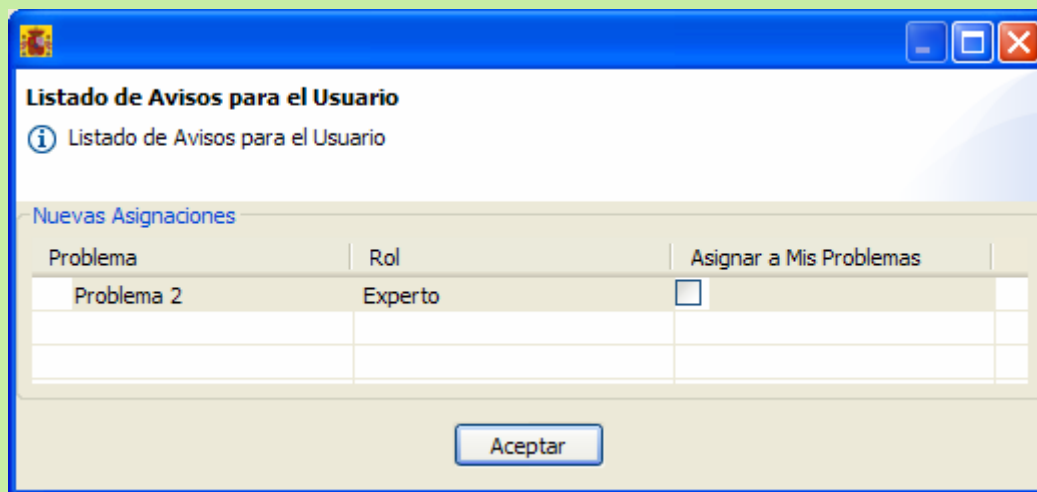 Listado de Avisos para el Usuario
Listado de Avisos para el Usuario
Nuevas Asignaciones
Problema Rol Asignar a Mis Problemas
Problema 2 Experto
Aceptar